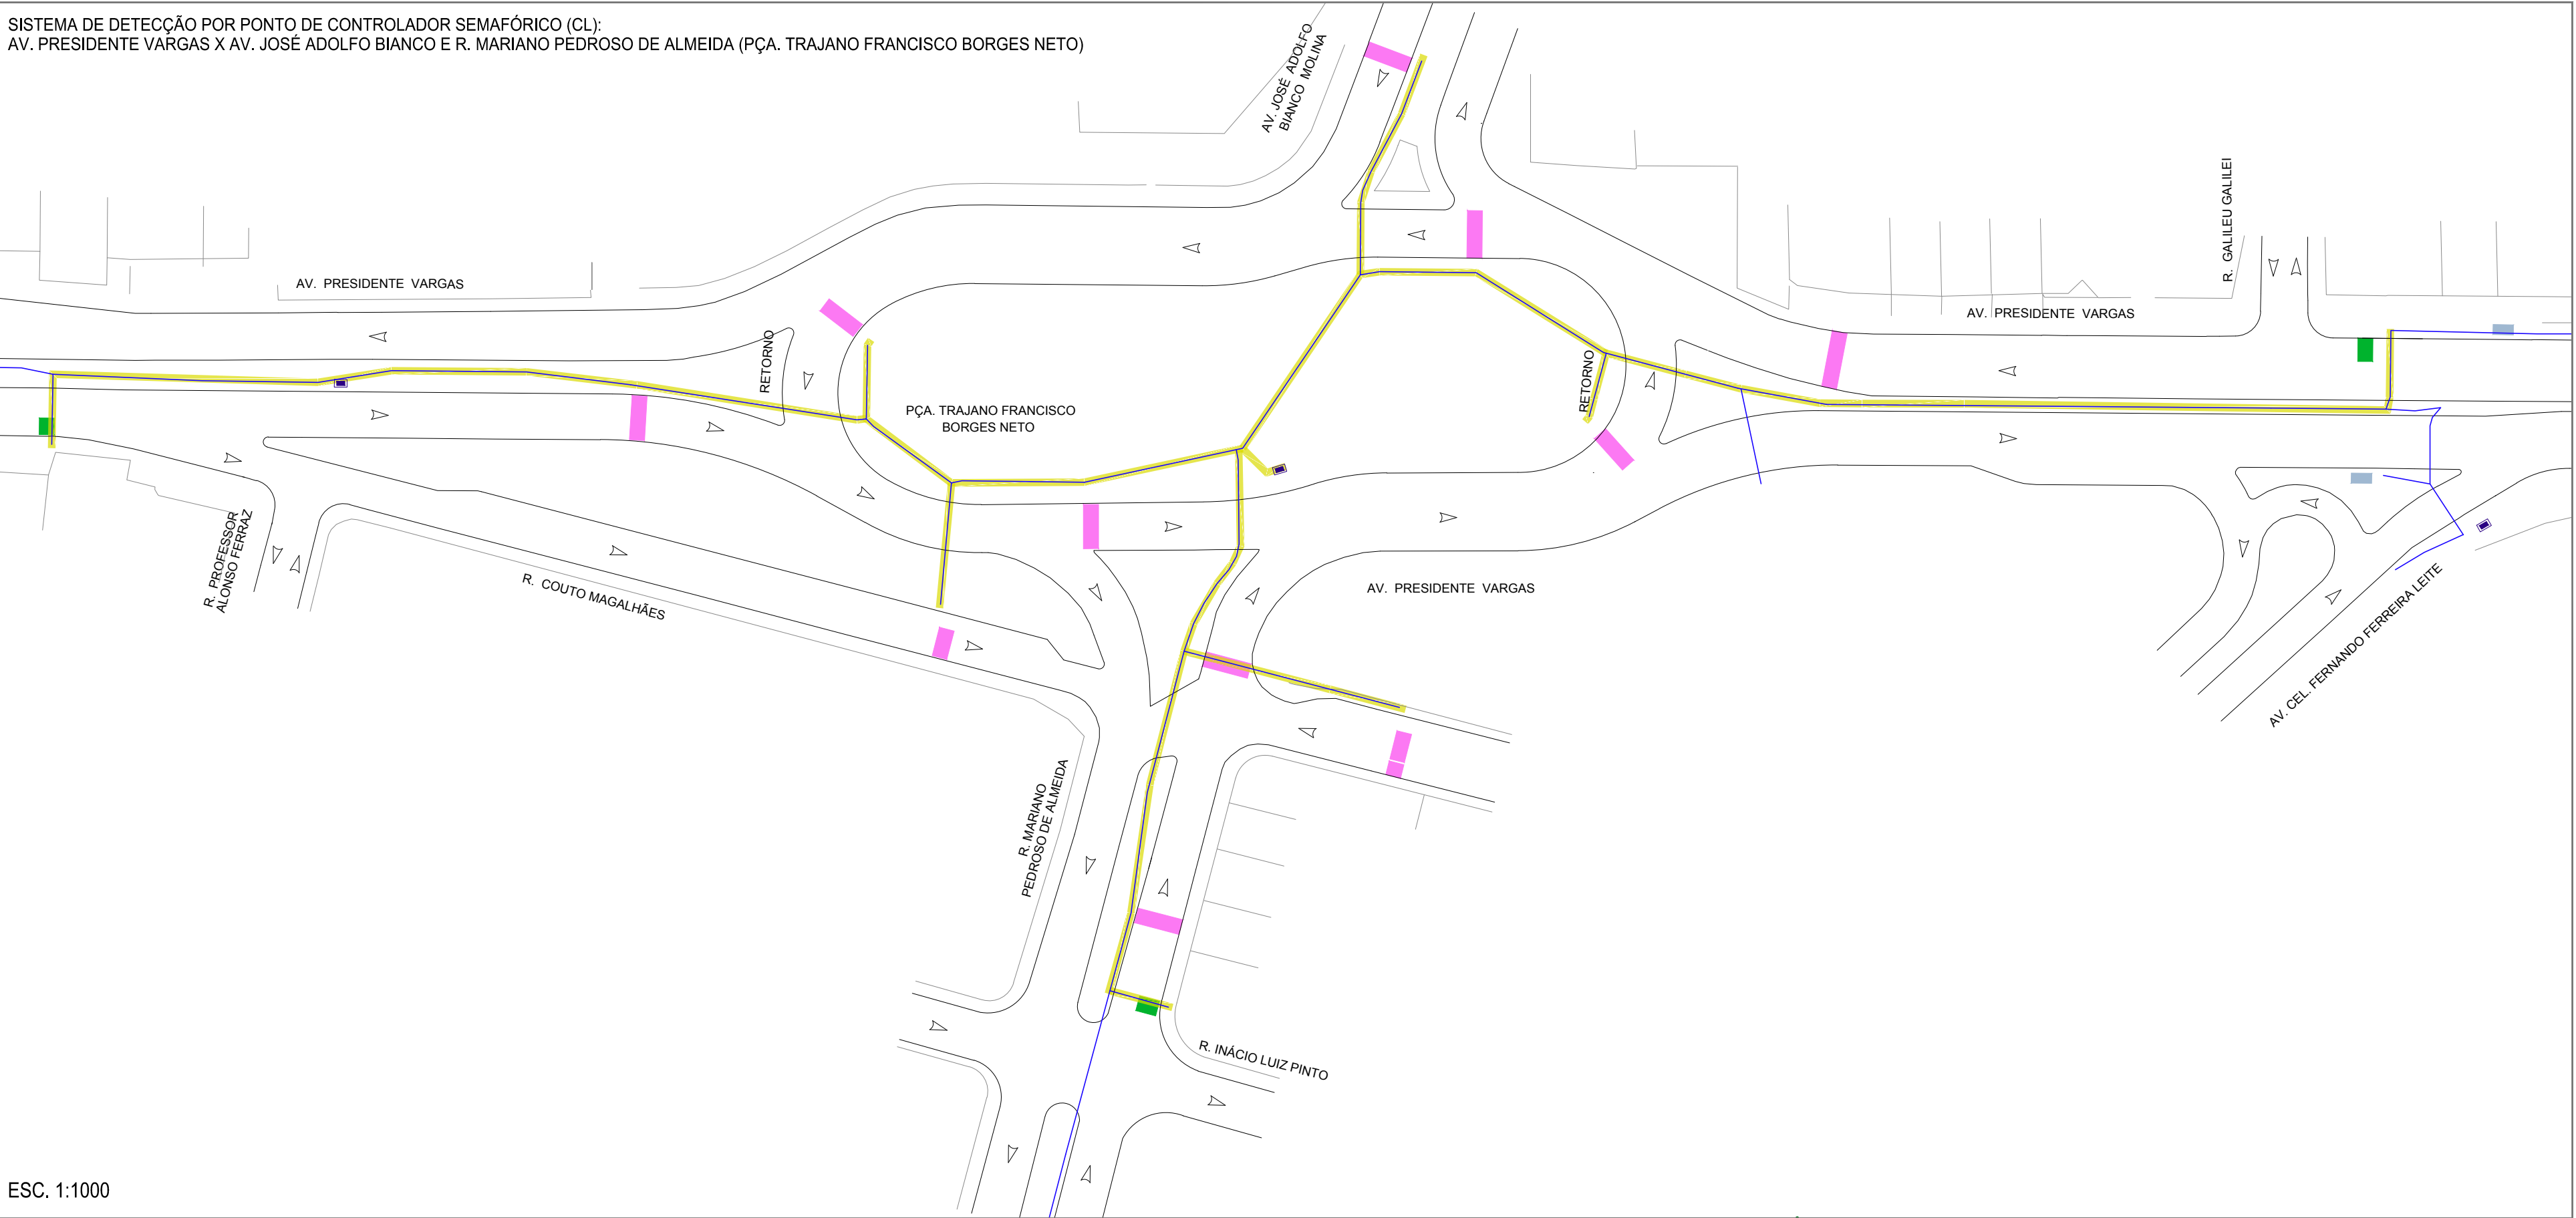 SISTEMA DE DETECÇÃO POR PONTO DE CONTROLADOR SEMAFÓRICO (CL):
AV. PRESIDENTE VARGAS X AV. JOSÉ ADOLFO BIANCO E R. MARIANO PEDROSO DE ALMEIDA (PÇA. TRAJANO FRANCISCO BORGES NETO)
AV. JOSÉ ADOLFO
BIANCO MOLINA
R. GALILEU GALILEI
AV. PRESIDENTE VARGAS
AV. PRESIDENTE VARGAS
RETORNO
RETORNO
PÇA. TRAJANO FRANCISCO
BORGES NETO
R. PROFESSOR
ALONSO FERRAZ
R. COUTO MAGALHÃES
AV. PRESIDENTE VARGAS
AV. CEL. FERNANDO FERREIRA LEITE
R. MARIANO
PEDROSO DE ALMEIDA
R. INÁCIO LUIZ PINTO
ESC. 1:1000